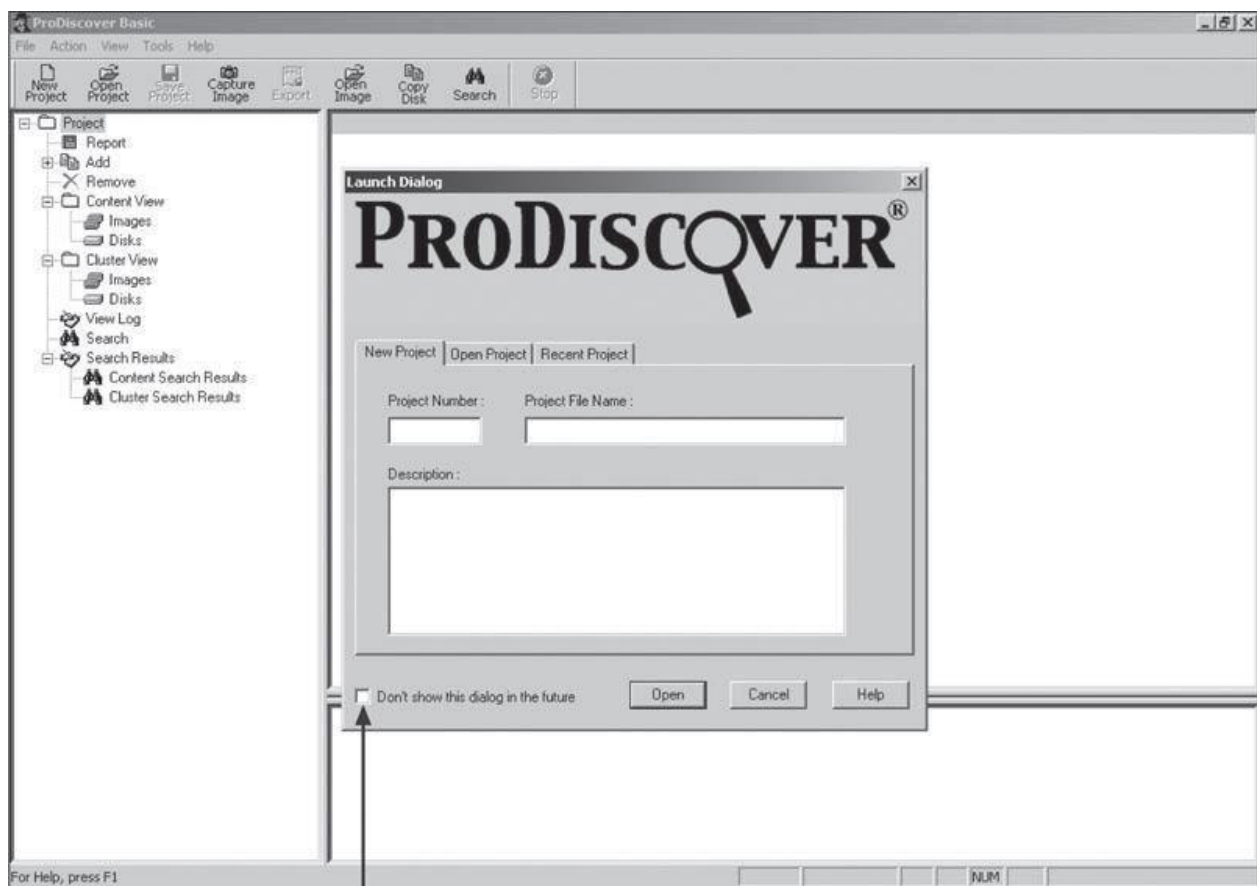 ProDiscover Basic
File Action View Tools Help
New Project
Open Project
Save Project
Capture Image
Export
Open Image
Copy Disk
Search
Stop
Project
Report
Add
Remove
Content View
Images
Disks
Cluster View
Images
Disks
View Log
Search
Search Results
Content Search Results
Cluster Search Results
Launch Dialog
PRODISCOVER®
New Project Open Project Recent Project
Project Number : Project File Name :
Description :
Don't show this dialog in the future Open Cancel Help
For Help, press F1 NUM